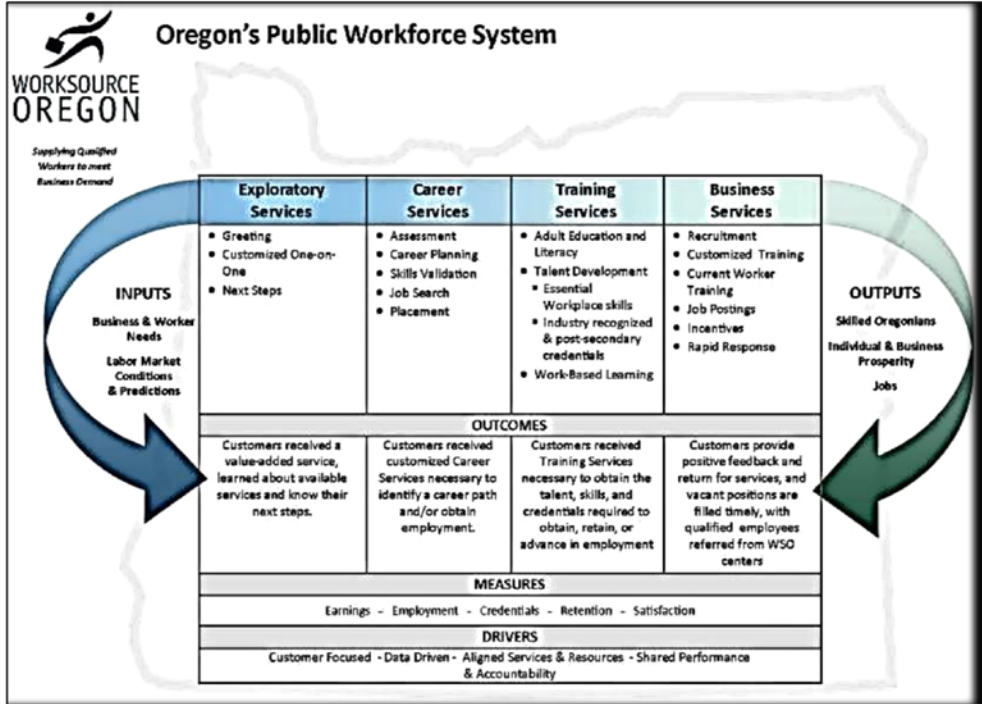 Oregon's Public Workforce System
WORKSOURCE
OREGON
Supplying Qualified
Workers to meet
Business Demand
INPUTS
Business & Worker
Needs
Labor Market
Conditions
& Predictions
Exploratory
Services
• Greeting
• Customized One-on-
One
• Next Steps
Career
Services
• Assessment
• Career Planning
• Skills Validation
• Job Search
• Placement
Training
Services
• Adult Education and
Literacy
• Talent Development
▪ Essential
Workplace skills
▪ Industry recognized
& post-secondary
credentials
• Work-Based Learning
Business
Services
• Recruitment
• Customized Training
• Current Worker
Training
• Job Postings
• Incentives
• Rapid Response
OUTPUTS
Skilled Oregonians
Individual & Business
Prosperity
Jobs
OUTCOMES
Customers received a
value-added service,
learned about available
services and know their
next steps.
Customers received
customized Career
Services necessary to
identify a career path
and/or obtain
employment.
Customers received
Training Services
necessary to obtain the
talent, skills, and
credentials required to
obtain, retain, or
advance in employment
Customers provide
positive feedback and
return for services, and
vacant positions are
filled timely, with
qualified employees
referred from WSO
centers
MEASURES
Earnings - Employment - Credentials - Retention - Satisfaction
DRIVERS
Customer Focused - Data Driven - Aligned Services & Resources - Shared Performance
& Accountability